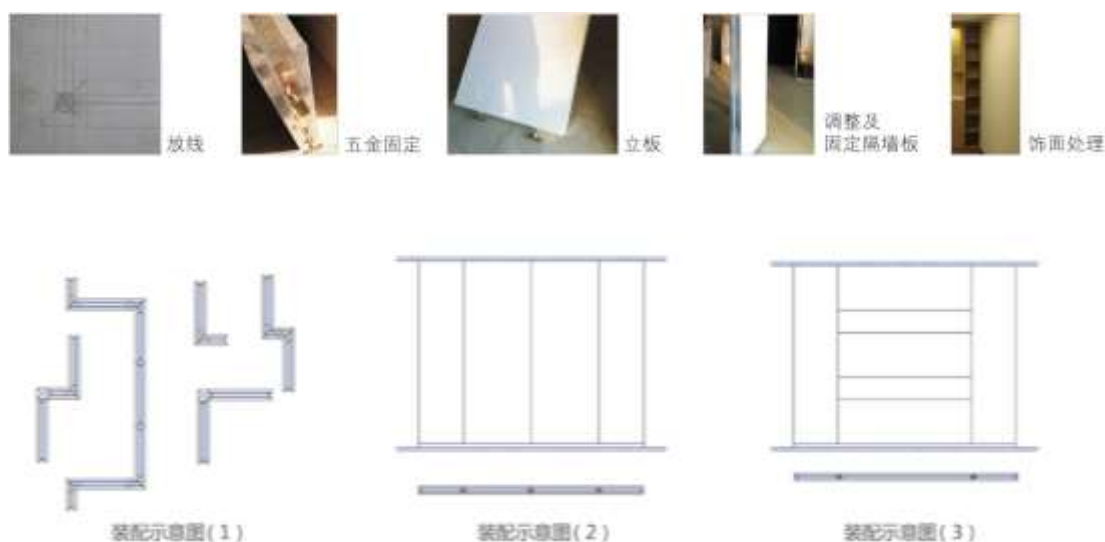 放线
五金固定
立板
调整及
固定隔墙板
饰面处理
装配示意图(1)
装配示意图(2)
装配示意图(3)